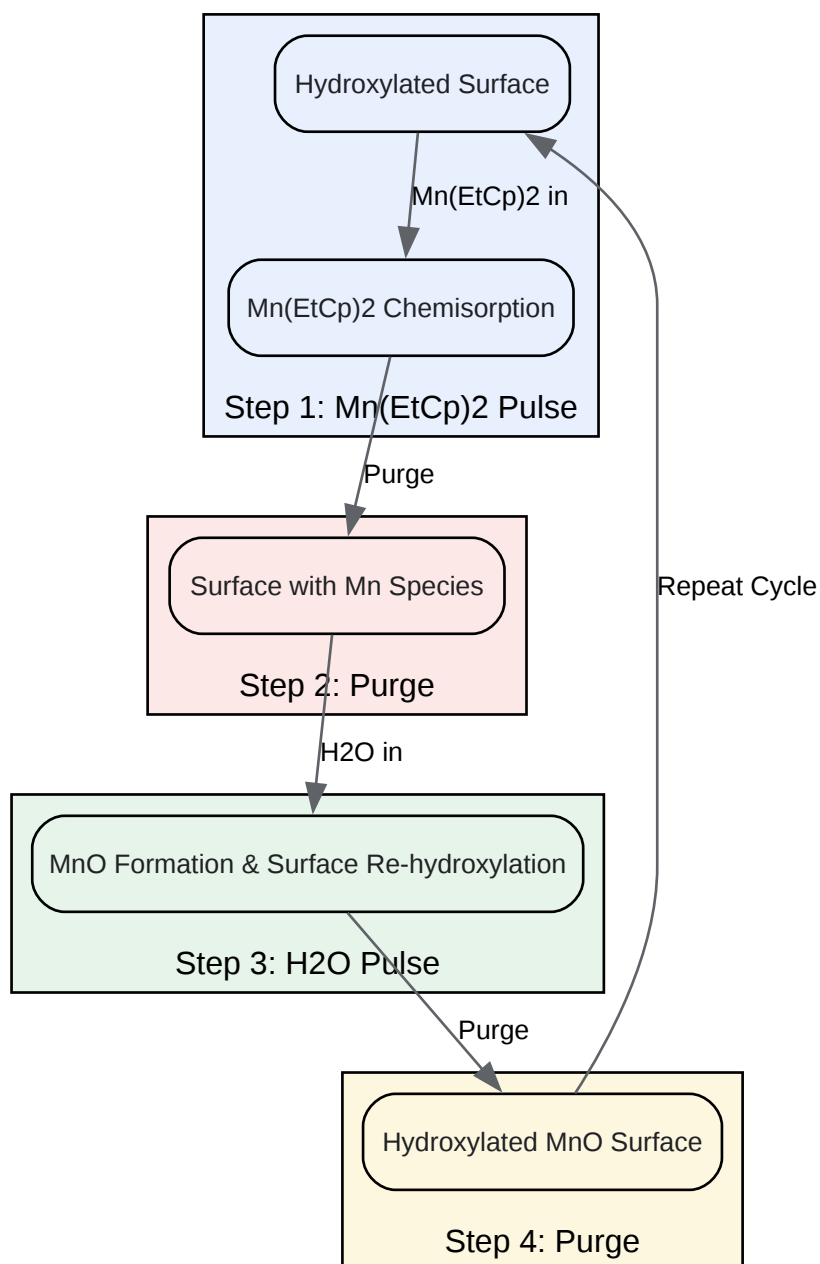 Hydroxylated Surface
Mn(EtCp)2 in
Mn(EtCp)2 Chemisorption
Step 1: Mn(EtCp)2 Pulse
Purge
Surface with Mn Species
Repeat Cycle
Step 2: Purge
H2O in
MnO Formation & Surface Re-hydroxylation
Step 3: H2O Pulse
Purge
Hydroxylated MnO Surface
Step 4: Purge